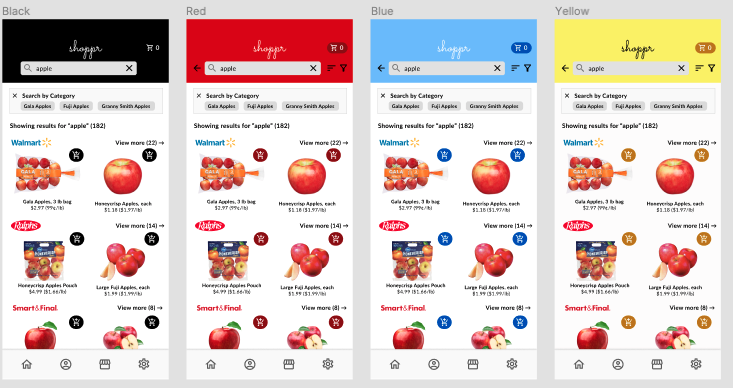 Black
shoppr
0
apple
Search by Category
Gala Apples Fuji Apples Granny Smith Apples
Showing results for "apple" (182)
Walmart
View more (22) →
Gala Apples, 3 lb bag
$2.97 (99¢/lb)
Honeycrisp Apples, each
$1.18 ($1.97/lb)
Ralphs
View more (14) →
Honeycrisp Apples Pouch
$4.99 ($1.66/lb)
Large Fuji Apples, each
$1.99 ($1.99/lb)
Smart&Final.
View more (8) →
Red
shoppr
0
apple
Search by Category
Gala Apples Fuji Apples Granny Smith Apples
Showing results for "apple" (182)
Walmart
View more (22) →
Gala Apples, 3 lb bag
$2.97 (99¢/lb)
Honeycrisp Apples, each
$1.18 ($1.97/lb)
Ralphs
View more (14) →
Honeycrisp Apples Pouch
$4.99 ($1.66/lb)
Large Fuji Apples, each
$1.99 ($1.99/lb)
Smart&Final.
View more (8) →
Blue
shoppr
0
apple
Search by Category
Gala Apples Fuji Apples Granny Smith Apples
Showing results for "apple" (182)
Walmart
View more (22) →
Gala Apples, 3 lb bag
$2.97 (99¢/lb)
Honeycrisp Apples, each
$1.18 ($1.97/lb)
Ralphs
View more (14) →
Honeycrisp Apples Pouch
$4.99 ($1.66/lb)
Large Fuji Apples, each
$1.99 ($1.99/lb)
Smart&Final.
View more (8) →
Yellow
shoppr
0
apple
Search by Category
Gala Apples Fuji Apples Granny Smith Apples
Showing results for "apple" (182)
Walmart
View more (22) →
Gala Apples, 3 lb bag
$2.97 (99¢/lb)
Honeycrisp Apples, each
$1.18 ($1.97/lb)
Ralphs
View more (14) →
Honeycrisp Apples Pouch
$4.99 ($1.66/lb)
Large Fuji Apples, each
$1.99 ($1.99/lb)
Smart&Final.
View more (8) →